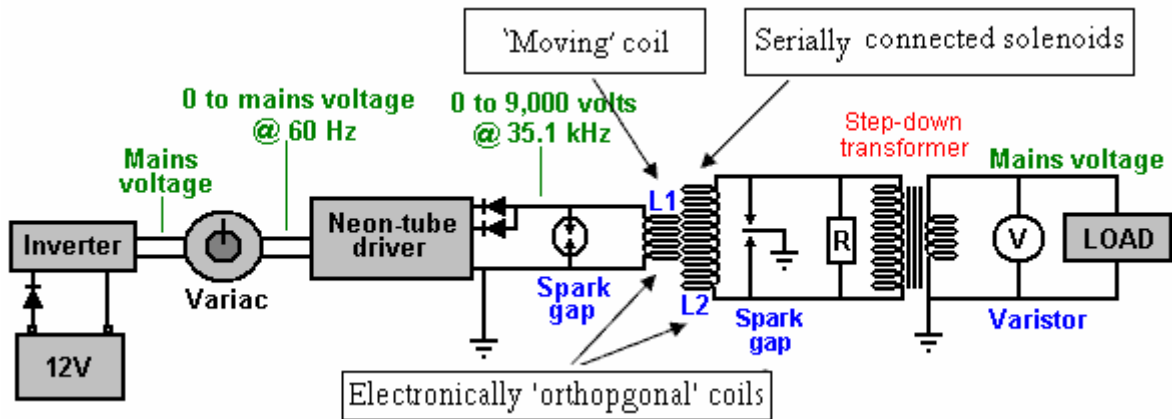 'Moving' coil
Serially connected solenoids
0 to mains voltage
@ 60 Hz
0 to 9,000 volts
@ 35.1 kHz
Step-down
transformer
Mains
voltage
Mains voltage
L1
Inverter
Neon-tube
driver
R
V
LOAD
Variac
Spark
gap
L2
Spark
gap
Varistor
12V
Electronically 'orthopgonal' coils